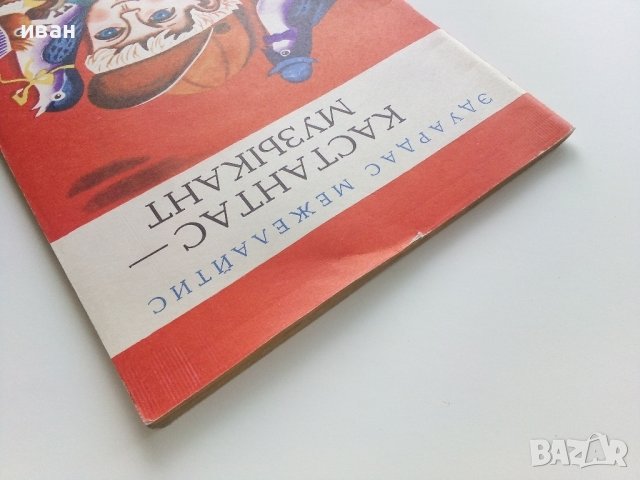 иван
ЭДУАРДАС МЕЖЕЛАЙТИС
КАСТАНТАС —
МУЗЫКАНТ
BAZAR